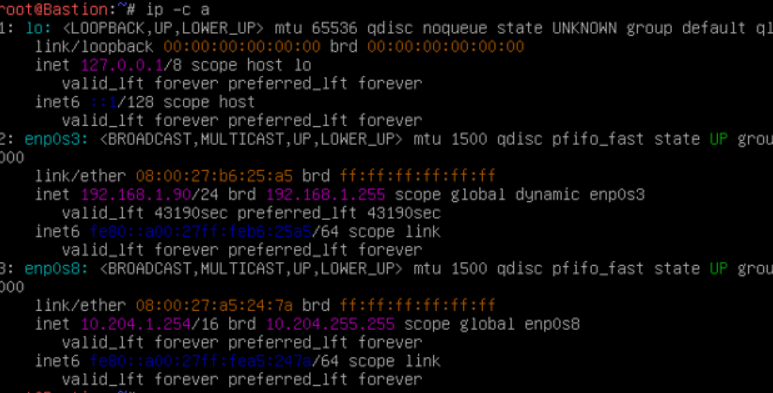 root@Bastion:~# ip -c a
1: lo: <LOOPBACK,UP,LOWER_UP> mtu 65536 qdisc noqueue state UNKNOWN group default ql
link/loopback 00:00:00:00:00:00 brd 00:00:00:00:00:00
inet 127.0.0.1/8 scope host lo
valid_lft forever preferred_lft forever
inet6 ::1/128 scope host
valid_lft forever preferred_lft forever
2: enp0s3: <BROADCAST,MULTICAST,UP,LOWER_UP> mtu 1500 qdisc pfifo_fast state UP grou
000
link/ether 08:00:27:b6:25:a5 brd ff:ff:ff:ff:ff:ff
inet 192.168.1.90/24 brd 192.168.1.255 scope global dynamic enp0s3
valid_lft 43190sec preferred_lft 43190sec
inet6 fe80::a00:27ff:feb6:25a5/64 scope link
valid_lft forever preferred_lft forever
3: enp0s8: <BROADCAST,MULTICAST,UP,LOWER_UP> mtu 1500 qdisc pfifo_fast state UP grou
000
link/ether 08:00:27:a5:24:7a brd ff:ff:ff:ff:ff:ff
inet 10.204.1.254/16 brd 10.204.255.255 scope global enp0s8
valid_lft forever preferred_lft forever
inet6 fe80::a00:27ff:fea5:247a/64 scope link
valid_lft forever preferred_lft forever